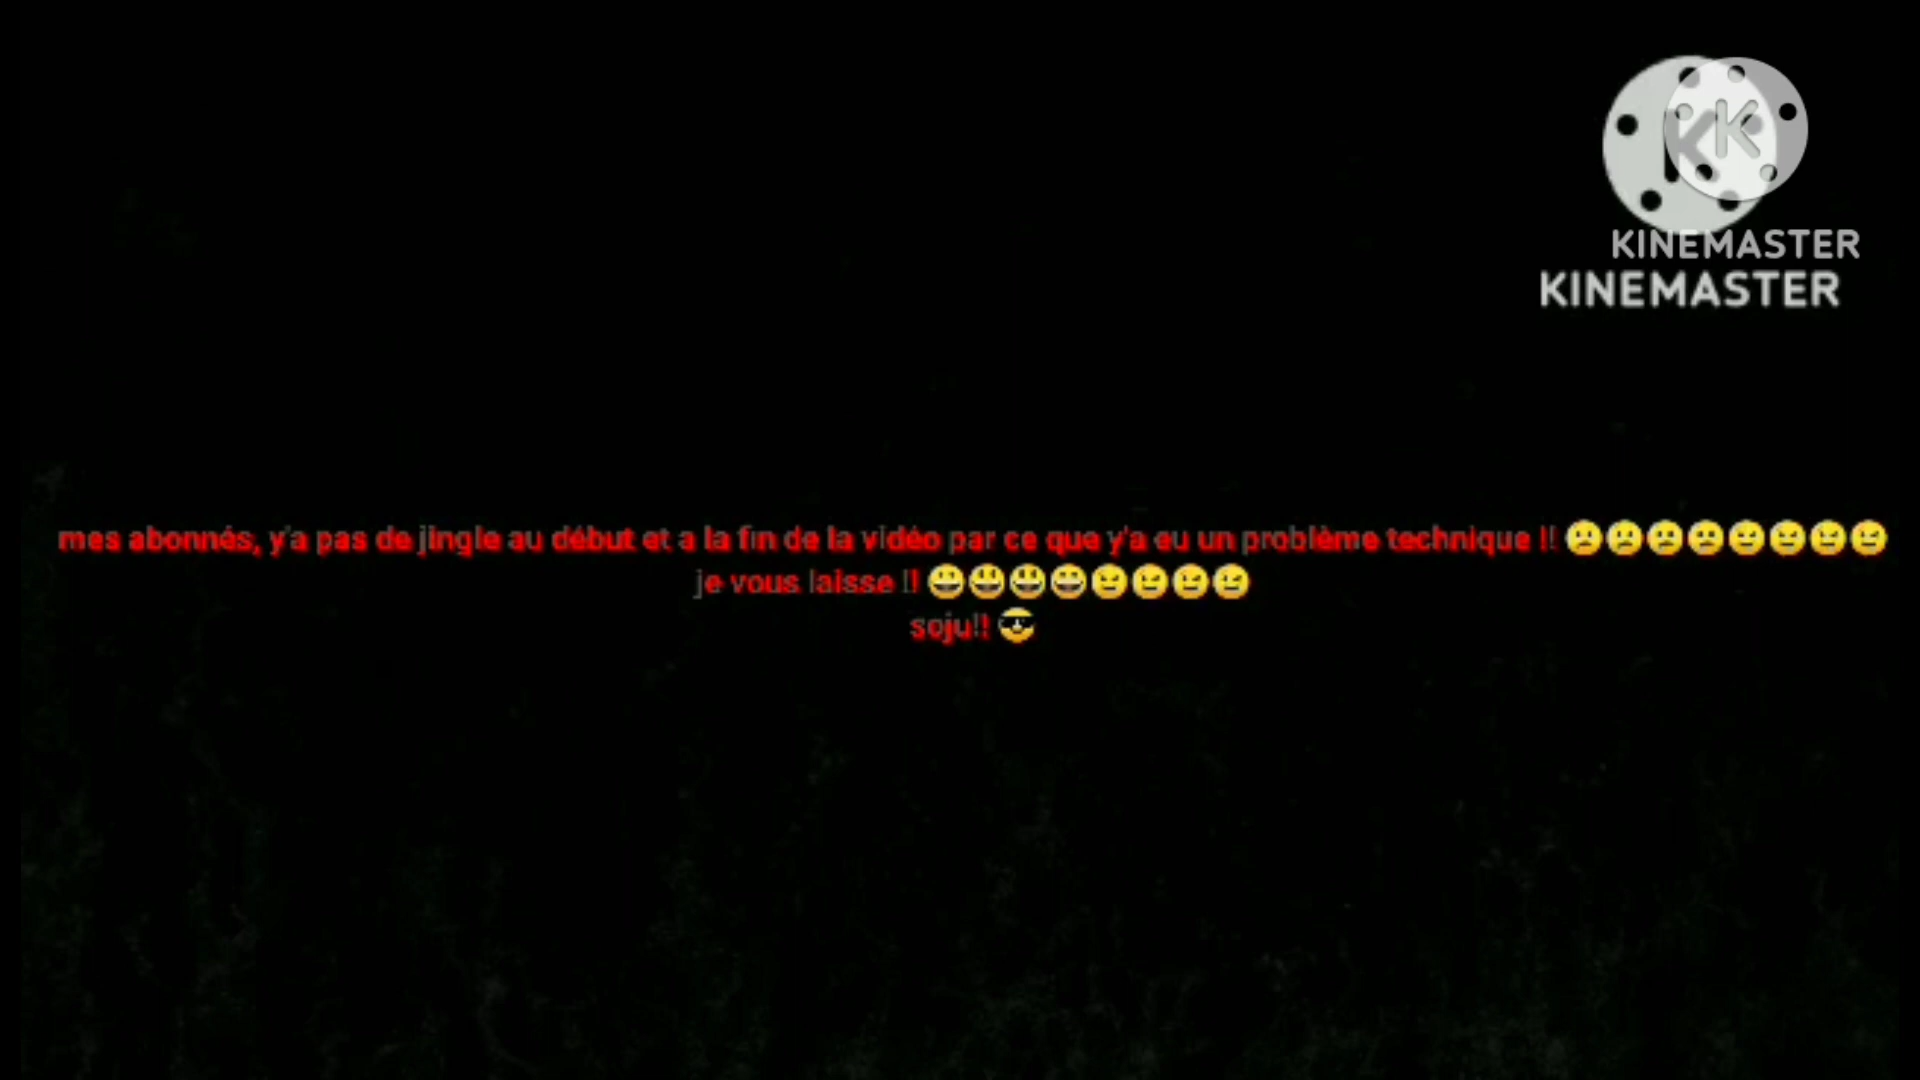 KINEMASTER
KINEMASTER
mes abonnés, y'a pas de jingle au début et a la fin de la vidéo par ce que y'a eu un problème technique !! ☹☹☹☹😉😉😉😉
je vous laisse !! 😃😃😃😃😉😉😉😉
soju!! 😎